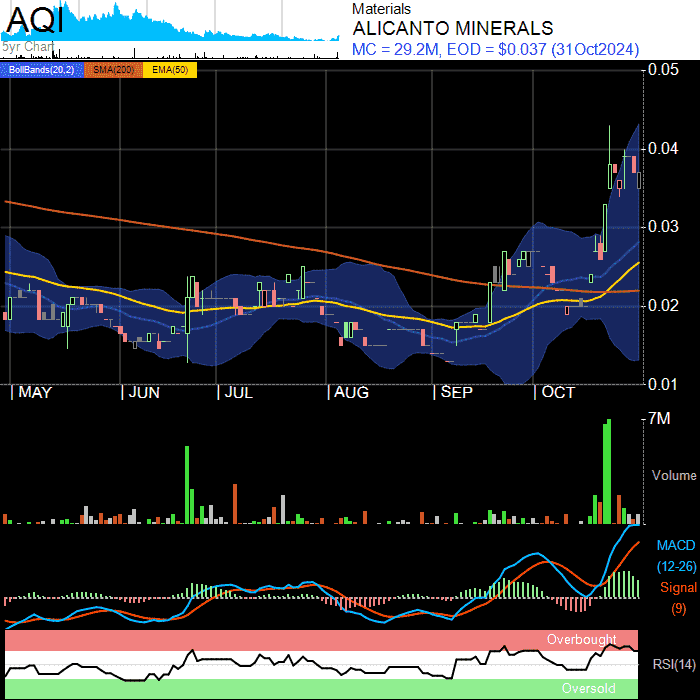 AQI
5yr Chart
Materials
ALICANTO MINERALS
MC = 29.2M, EOD = $0.037 (31Oct2024)
BollBands(20,2) SMA(200) EMA(50)
0.05
0.04
0.03
0.02
0.01
MAY JUN JUL AUG SEP OCT
7M
Volume
MACD
(12-26)
Signal
(9)
Overbought
RSI(14)
Oversold